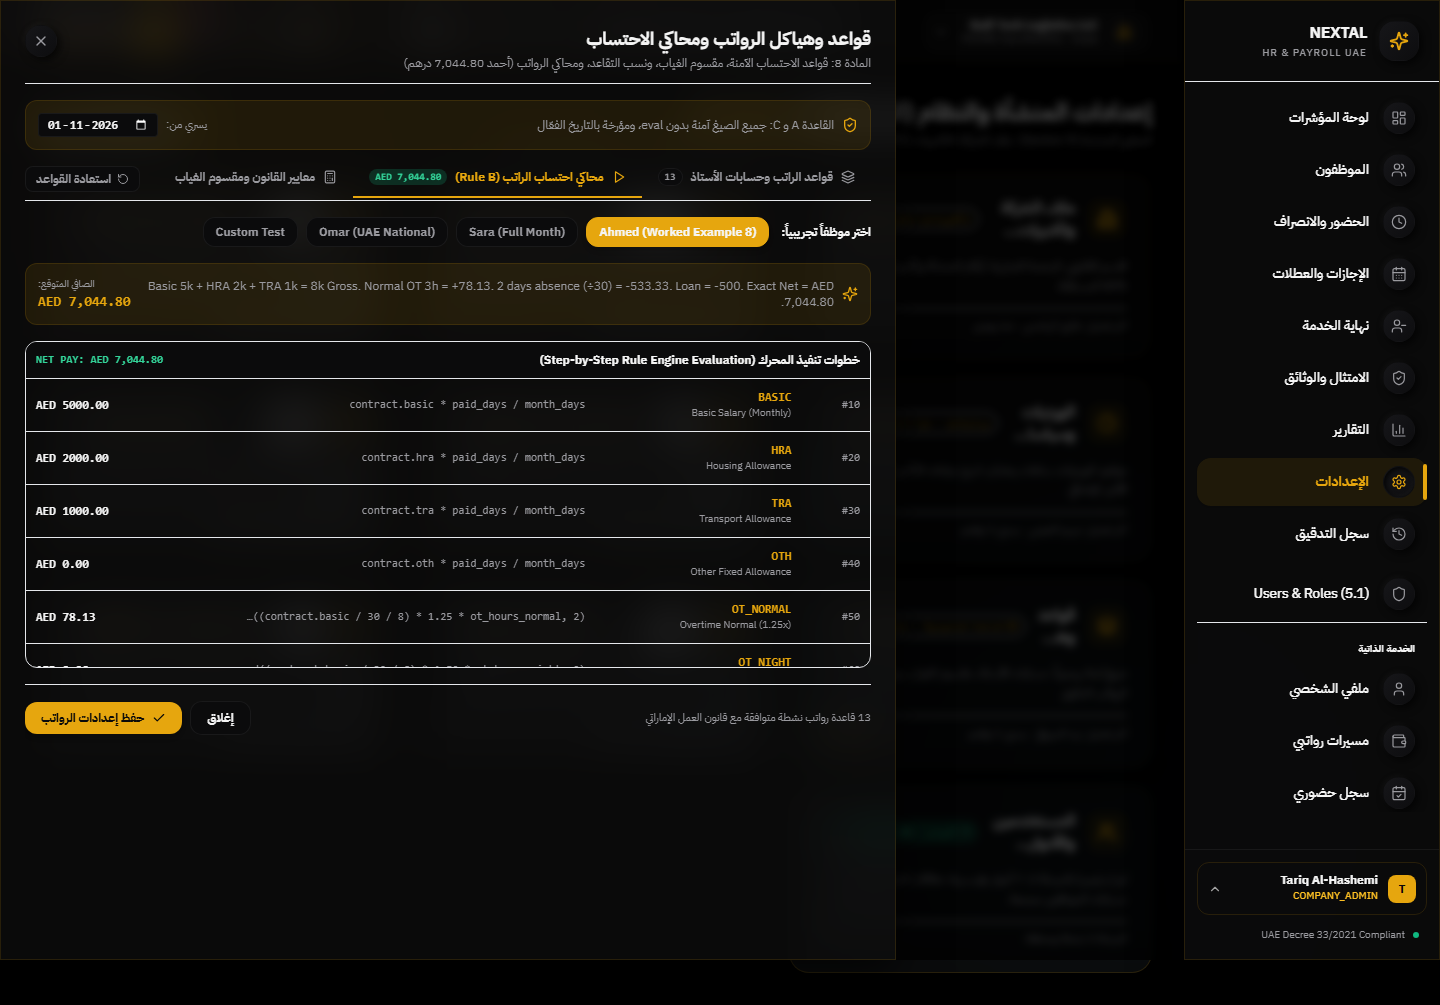 NEXTAL
HR & PAYROLL UAE
لوحة المؤشرات
الموظفون
الحضور والانصراف
الإجازات والعطلات
نهاية الخدمة
الامتثال والوثائق
التقارير
الإعدادات
سجل التدقيق
Users & Roles (5.1)
الخدمة الذاتية
ملفي الشخصي
مسيرات رواتبي
سجل حضوري
Tariq Al-Hashemi
COMPANY_ADMIN
T
UAE Decree 33/2021 Compliant
قواعد وهياكل الرواتب ومحاكي الاحتساب
المادة 8: قواعد الاحتساب الآمنة، مقسوم الغياب، ونسب التقاعد، ومحاكي الرواتب (أحمد 7,044.80 درهم)
القاعدة A و C: جميع الصيغ آمنة بدون eval، ومؤرخة بالتاريخ الفعّال
يسري من:
01-11-2026
قواعد الراتب وحسابات الأستاذ 13
محاكي احتساب الراتب (Rule B) AED 7,044.80
معايير القانون ومقسوم الغياب
استعادة القواعد
اختر موظفاً تجريبياً:
Ahmed (Worked Example 8)
Sara (Full Month)
Omar (UAE National)
Custom Test
Basic 5k + HRA 2k + TRA 1k = 8k Gross. Normal OT 3h = +78.13. 2 days absence (÷30) = -533.33. Loan = -500. Exact Net = AED
7,044.80.
الصافي المتوقع:
AED 7,044.80
خطوات تنفيذ المحرك (Step-by-Step Rule Engine Evaluation)
NET PAY: AED 7,044.80
#10
BASIC
Basic Salary (Monthly)
contract.basic * paid_days / month_days
AED 5000.00
#20
HRA
Housing Allowance
contract.hra * paid_days / month_days
AED 2000.00
#30
TRA
Transport Allowance
contract.tra * paid_days / month_days
AED 1000.00
#40
OTH
Other Fixed Allowance
contract.oth * paid_days / month_days
AED 0.00
#50
OT_NORMAL
Overtime Normal (1.25x)
…((contract.basic / 30 / 8) * 1.25 * ot_hours_normal, 2)
AED 78.13
OT_NIGHT
13 قاعدة رواتب نشطة متوافقة مع قانون العمل الإماراتي
إغلاق
حفظ إعدادات الرواتب